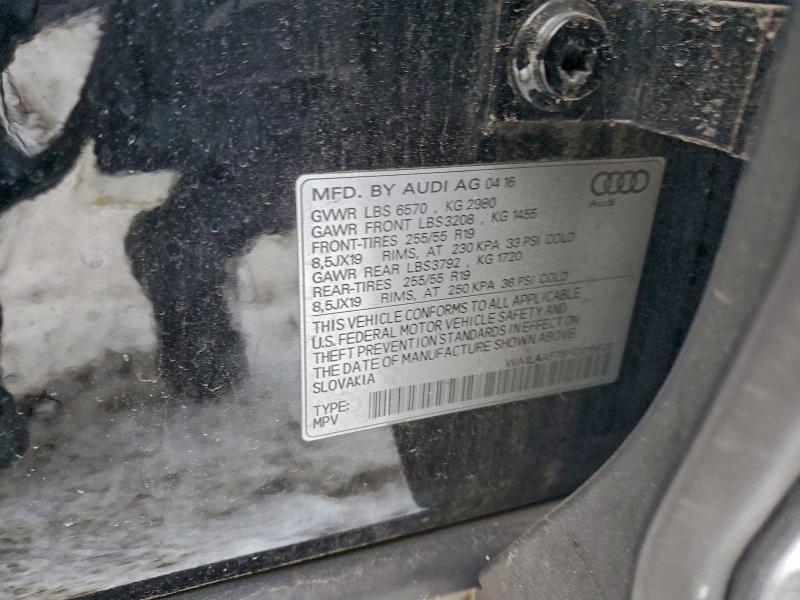 MFD. BY AUDI AG 04 16
Audi
GVWR LBS 6570 , KG 2980
GAWR FRONT LBS3208 , KG 1455
FRONT-TIRES 255/55 R19
8,5JX19 RIMS, AT 230 KPA 33 PSI COLD
GAWR REAR LBS3792 , KG 1720
REAR-TIRES 255/55 R19
8,5JX19 RIMS, AT 250 KPA 36 PSI COLD
THIS VEHICLE CONFORMS TO ALL APPLICABLE
U.S. FEDERAL MOTOR VEHICLE SAFETY AND
THEFT PREVENTION STANDARDS IN EFFECT ON
THE DATE OF MANUFACTURE SHOWN ABOVE
SLOVAKIA
TYPE:
MPV